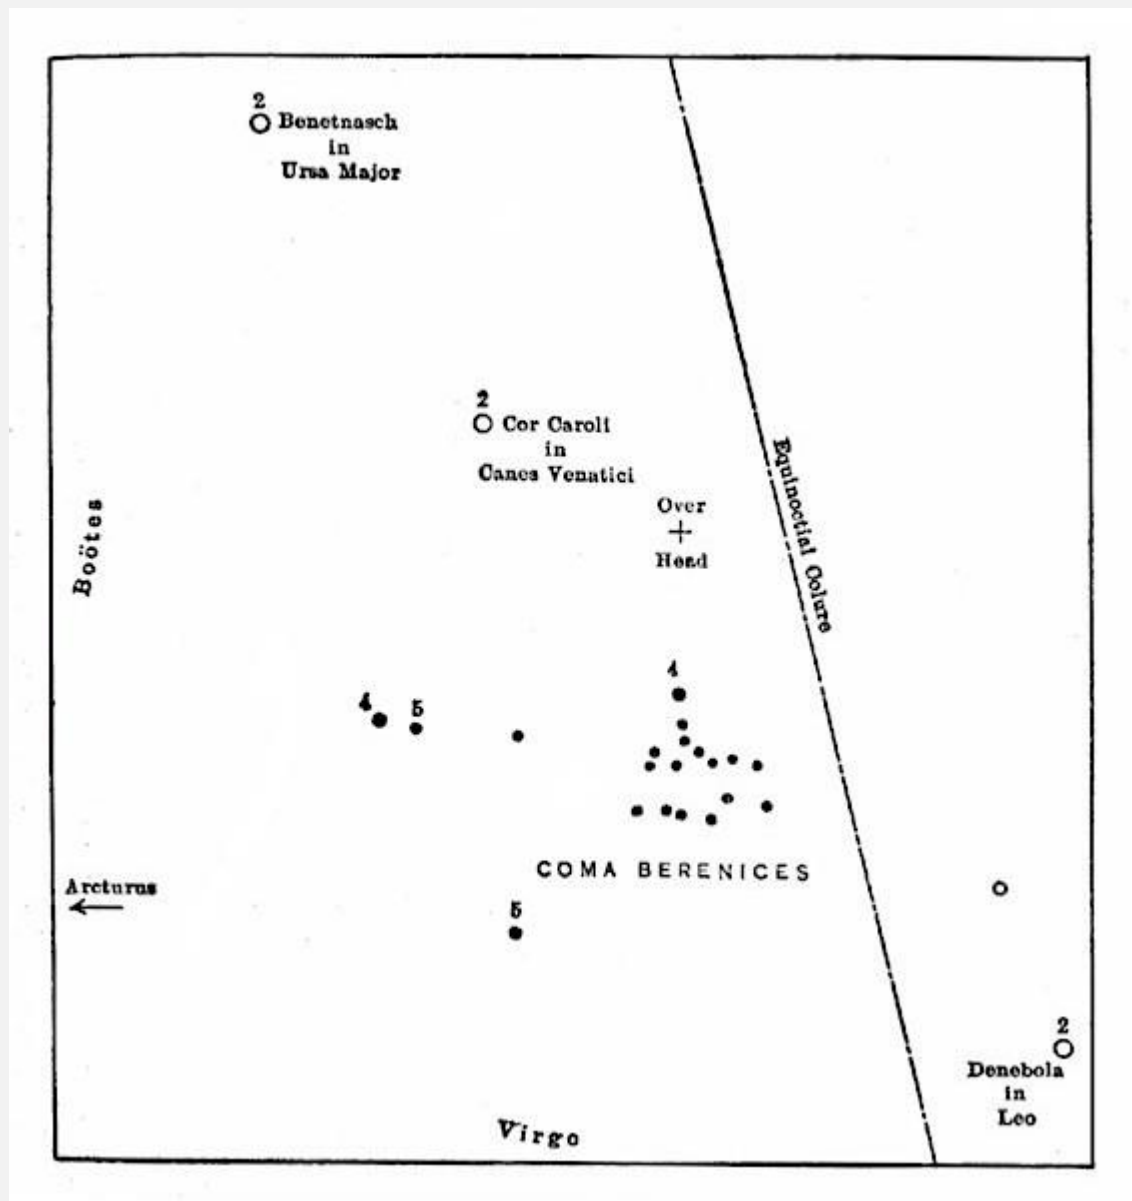 2
Benetnasch
in
Ursa Major
2
Cor Caroli
in
Canes Venatici
Over
Head
Equinoctial Colure
Boötes
4
4
5
COMA BERENICES
Arcturus
5
2
Denebola
in
Leo
Virgo